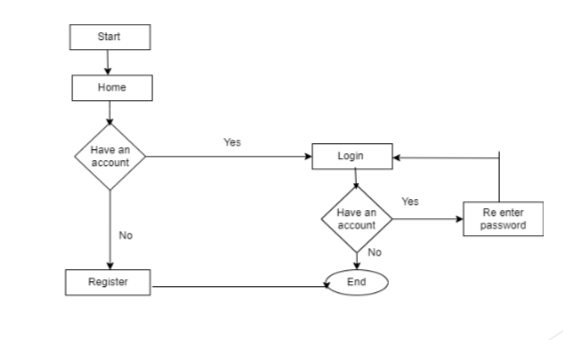 Start
Home
Have an
account
Yes
Login
No
Have an
account
Yes
Re enter
password
No
Register
End